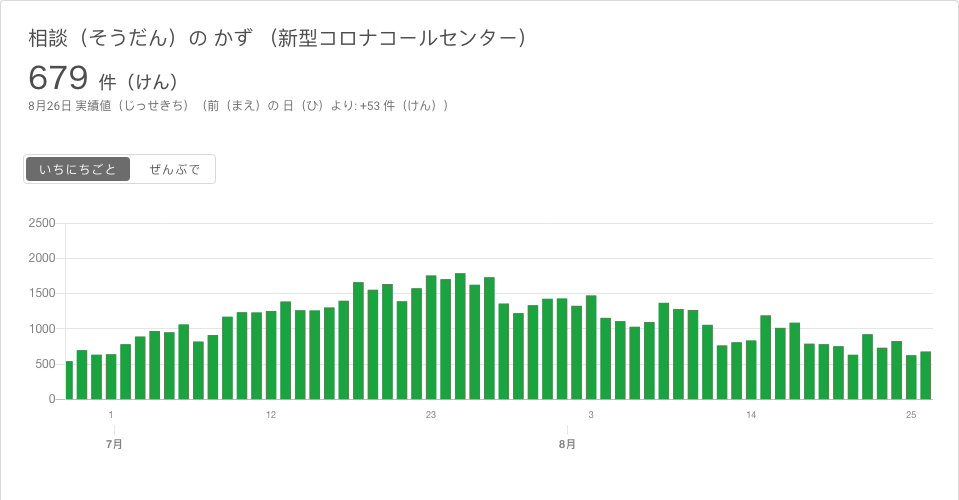 相談（そうだん）の かず （新型コロナコールセンター）
679 件（けん）
8月26日 実績値（じっせきち）（前（まえ）の 日（ひ）より: +53 件（けん））
いちにちごと ぜんぶで
2500
2000
1500
1000
500
0
1 12 23 3 14 25
7月 8月